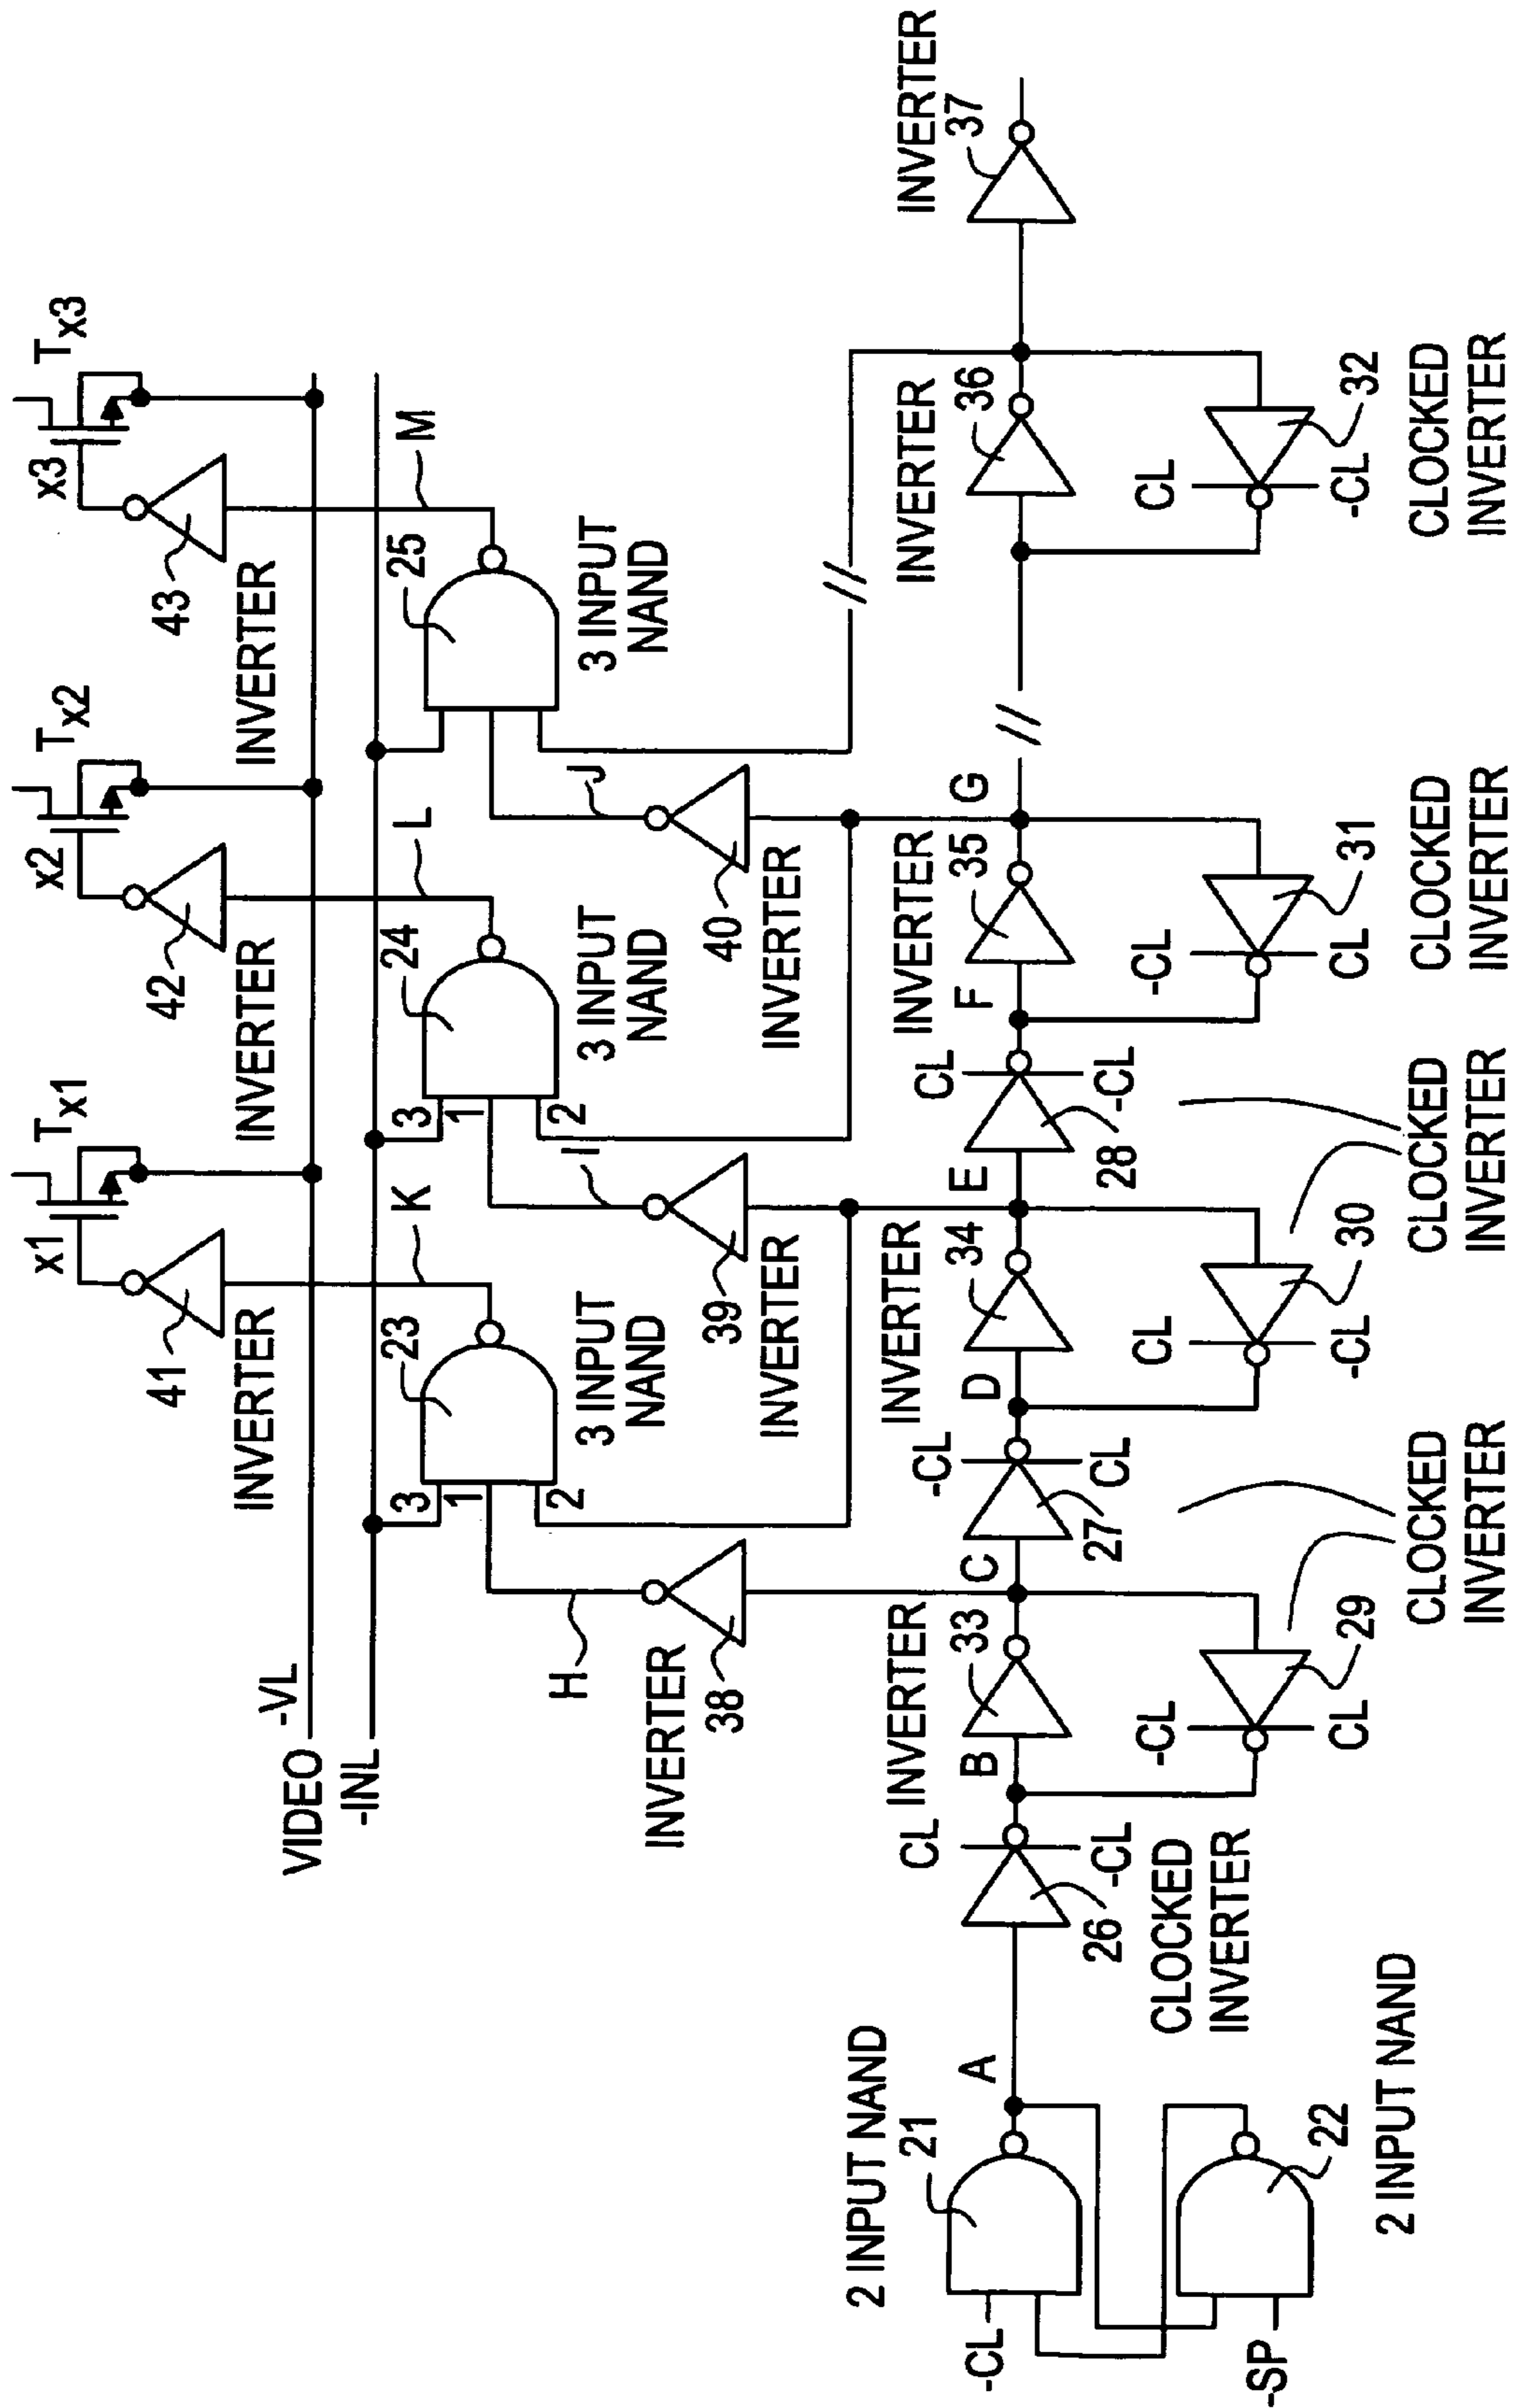 x1
Tx1
x2
Tx2
x3
Tx3
41
INVERTER
42
INVERTER
43
INVERTER
VIDEO -VL
-INL
K
L
M
23
3
1
2
3 INPUT
NAND
24
3
1
2
3 INPUT
NAND
25
3 INPUT
NAND
H
I
J
38
INVERTER
39
INVERTER
40
INVERTER
2 INPUT NAND
21
-CL
A
-SP
22
2 INPUT NAND
CL
-CL
26
CLOCKED
INVERTER
B
INVERTER
33
C
-CL
CL
29
-CL
CL
27
CLOCKED
INVERTER
D
INVERTER
34
E
CL
-CL
30
CL
-CL
28
CLOCKED
INVERTER
F
INVERTER
35
G
-CL
CL
31
CLOCKED
INVERTER
INVERTER
36
CL
-CL
32
CLOCKED
INVERTER
INVERTER
37